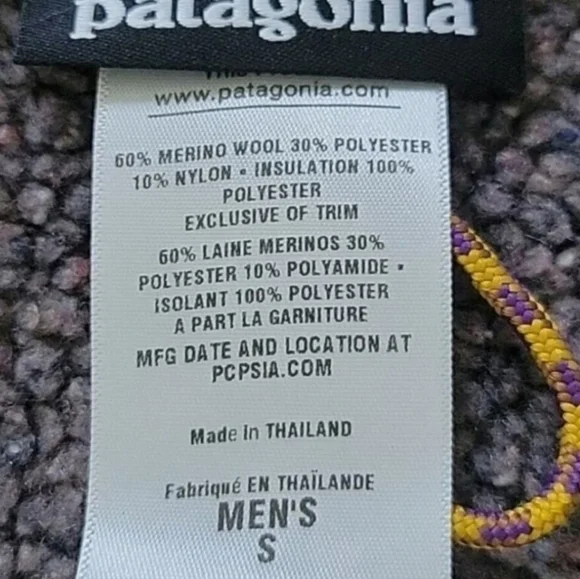 patagonia
www.patagonia.com
60% MERINO WOOL 30% POLYESTER
10% NYLON • INSULATION 100%
POLYESTER
EXCLUSIVE OF TRIM
60% LAINE MERINOS 30%
POLYESTER 10% POLYAMIDE •
ISOLANT 100% POLYESTER
A PART LA GARNITURE
MFG DATE AND LOCATION AT
PCPSIA.COM
Made in THAILAND
Fabriqué EN THAÏLANDE
MEN'S
S